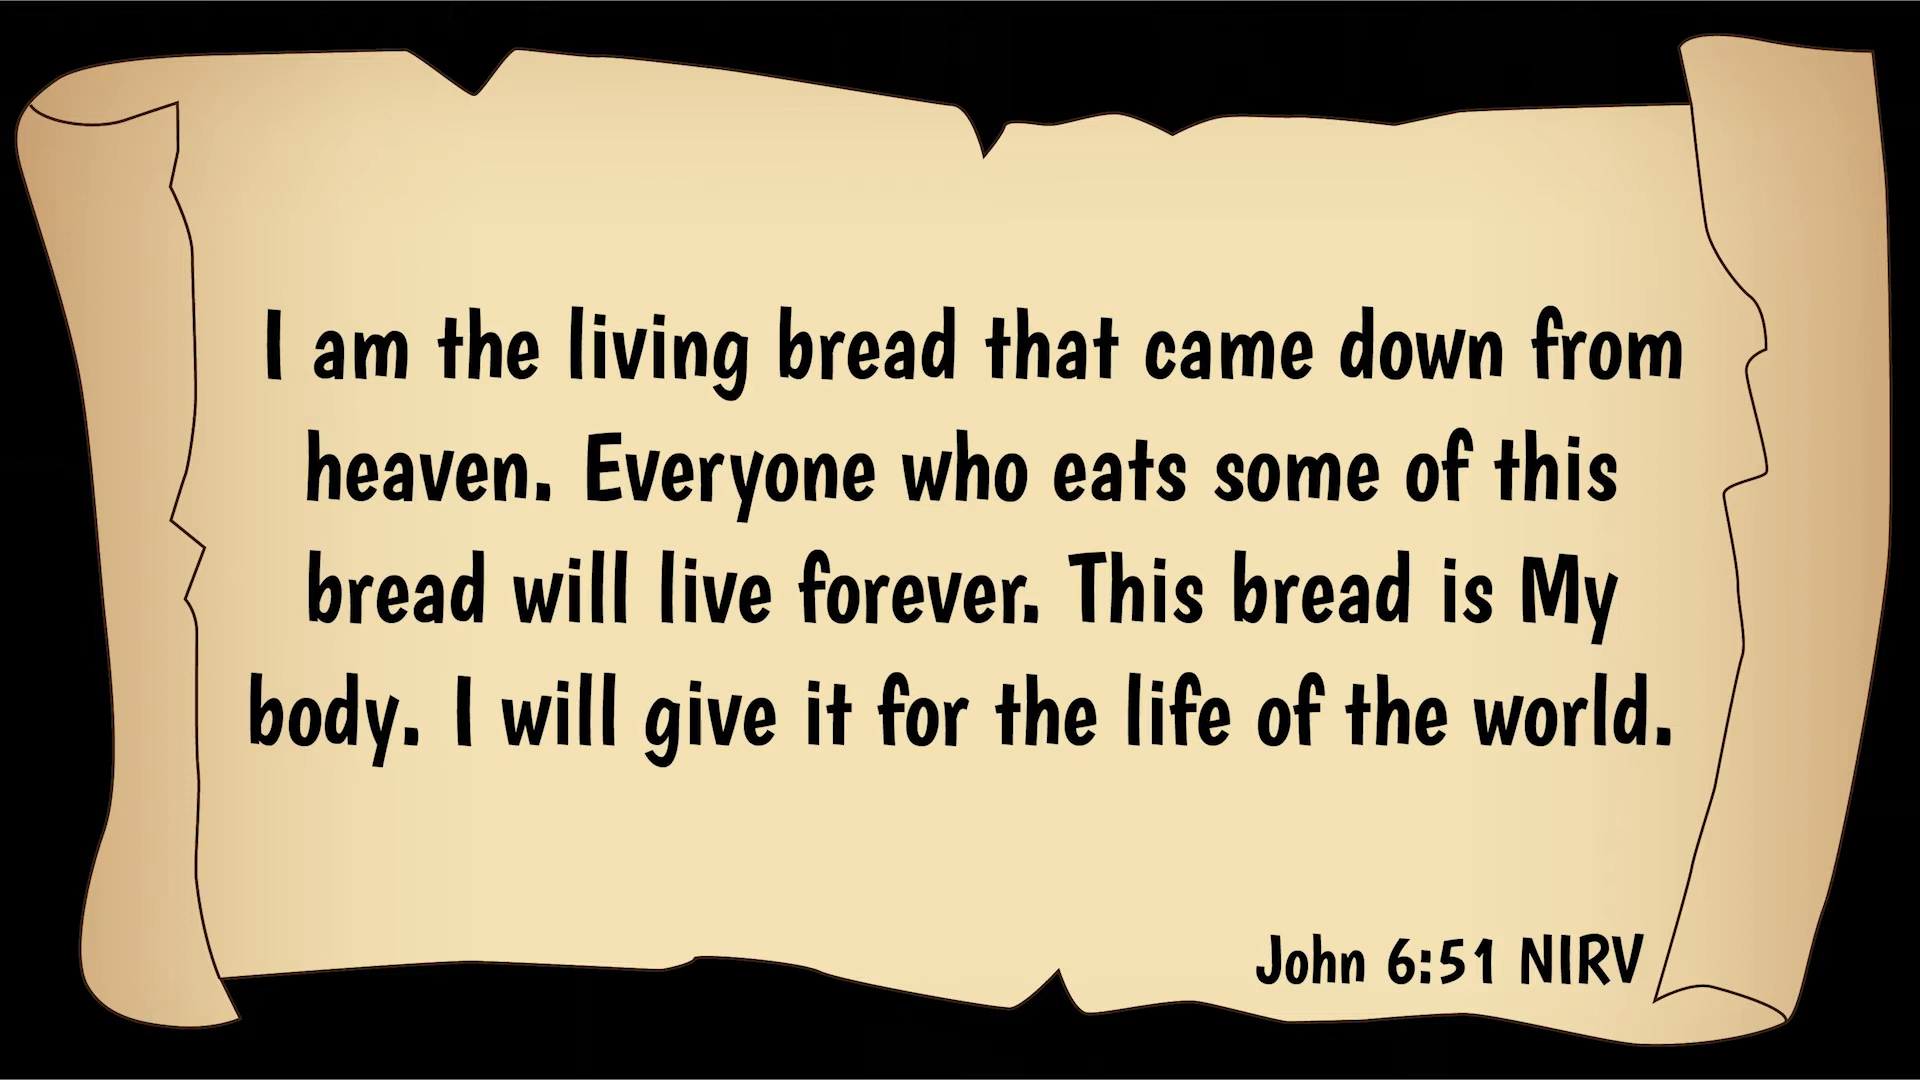 I am the living bread that came down from
heaven. Everyone who eats some of this
bread will live forever. This bread is My
body. I will give it for the life of the world.
John 6:51 NIRV